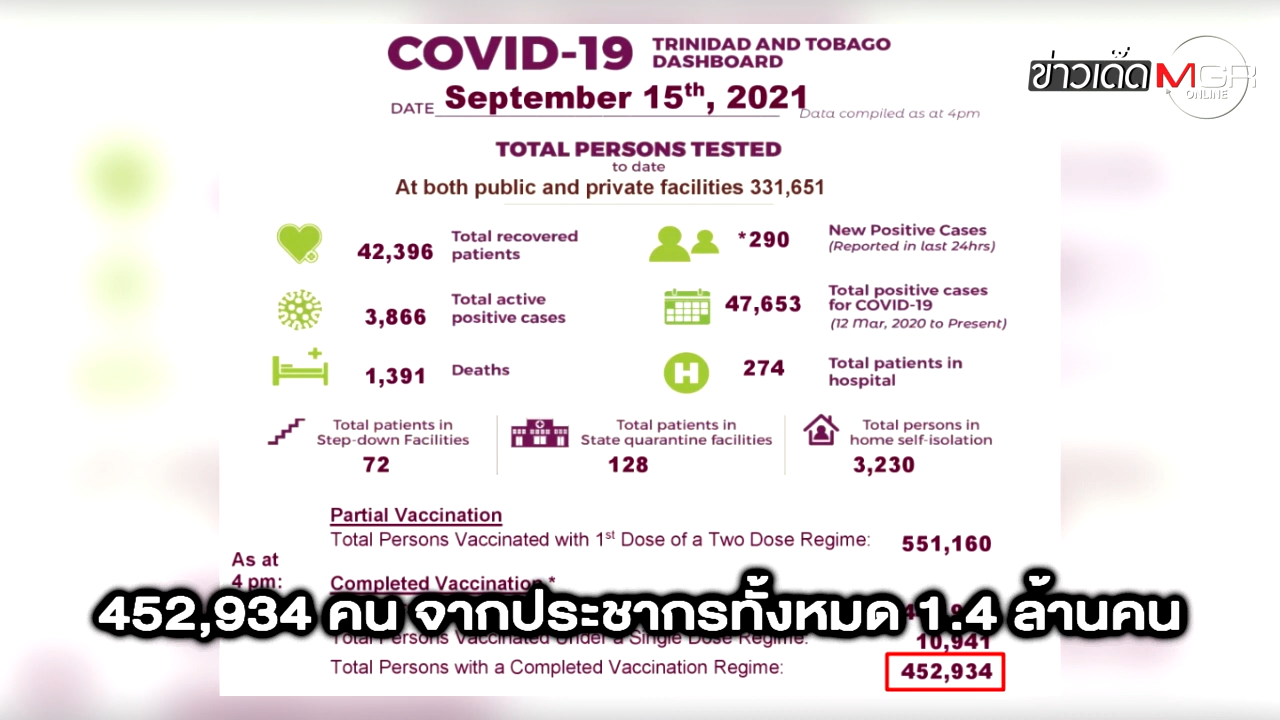 COVID-19 TRINIDAD AND TOBAGO DASHBOARD
ข่าวเด็ด MGR ONLINE
DATE September 15th, 2021
Data compiled as at 4pm
TOTAL PERSONS TESTED
to date
At both public and private facilities 331,651
42,396 Total recovered patients
*290 New Positive Cases (Reported in last 24hrs)
3,866 Total active positive cases
47,653 Total positive cases for COVID-19 (12 Mar, 2020 to Present)
1,391 Deaths
274 Total patients in hospital
Total patients in Step-down Facilities
72
Total patients in State quarantine facilities
128
Total persons in home self-isolation
3,230
Partial Vaccination
Total Persons Vaccinated with 1st Dose of a Two Dose Regime: 551,160
As at 4 pm:
Completed Vaccination *
452,934 คน จากประชากรทั้งหมด 1.4 ล้านคน
Total Persons Vaccinated Under a Single Dose Regime: 10,941
Total Persons with a Completed Vaccination Regime: 452,934